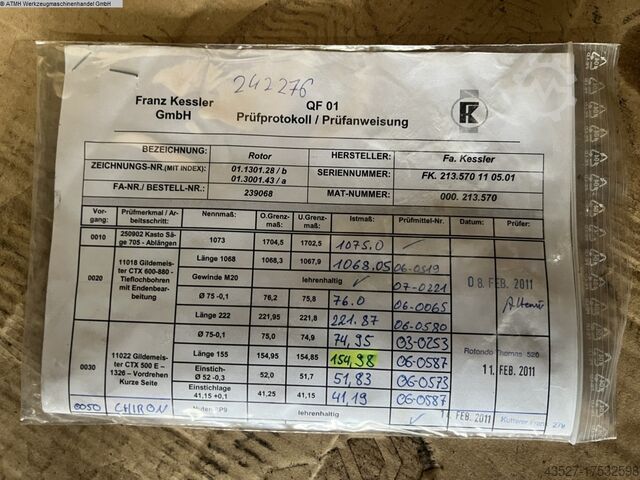 © ATMH Werkzeugmaschinenhandel GmbH
242276
Franz Kessler GmbH
QF 01
Prüfprotokoll / Prüfanweisung
BEZEICHNUNG: Rotor HERSTELLER: Fa. Kessler
ZEICHNUNGS-NR.(MIT INDEX): 01.1301.28 / b 01.3001.43 / a SERIENNUMMER: FK. 213.570 11 05.01
FA-NR./ BESTELL-NR.: 239068 MAT-NUMMER: 000. 213.570
Vorgang: Prüfmerkmal / Arbeitsschritt: Nennmaß: O.Grenzmaß: U.Grenzmaß: Istmaß: Prüfmittel-Nr. Datum: Prüfer:
0010 250902 Kasto Säge 705 - Ablängen 1073 1704,5 1702,5 1075.0 –
0020 11018 Gildemeister CTX 600-880 - Tieflochbohren mit Endenbearbeitung Länge 1068 1068,3 1067,9 1068.05 06-0519
Gewinde M20 lehrenhaltig ✓ 07-0221 08 FEB. 2011
Ø 75 -0,1 76,2 75,8 76.0 06-0065
Länge 222 221,95 221,8 221.87 06-0580
0030 11022 Gildemeister CTX 500 E – 1326 – Vordrehen Kurze Seite Ø 75-0,1 75,0 74,9 74,95 03-0253
Länge 155 154,95 154,85 154,98 06-0587 Rotondo Thomas 526
Einstich- Ø 52 -0,3 52,0 51,7 51,83 06-0573 11. FEB. 2011
Einstichlage 41,15 +0,1 41,25 41,15 41,19 06-0587
0050 CHIRON lehrenhaltig ✓ FEB. 2011
43527-17532598